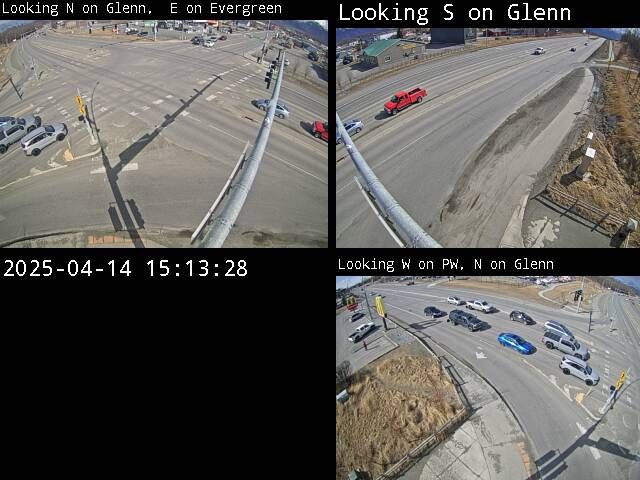 Looking N on Glenn,  E on Evergreen
Looking S on Glenn
2025-04-14 15:13:28
Looking W on PW, N on Glenn